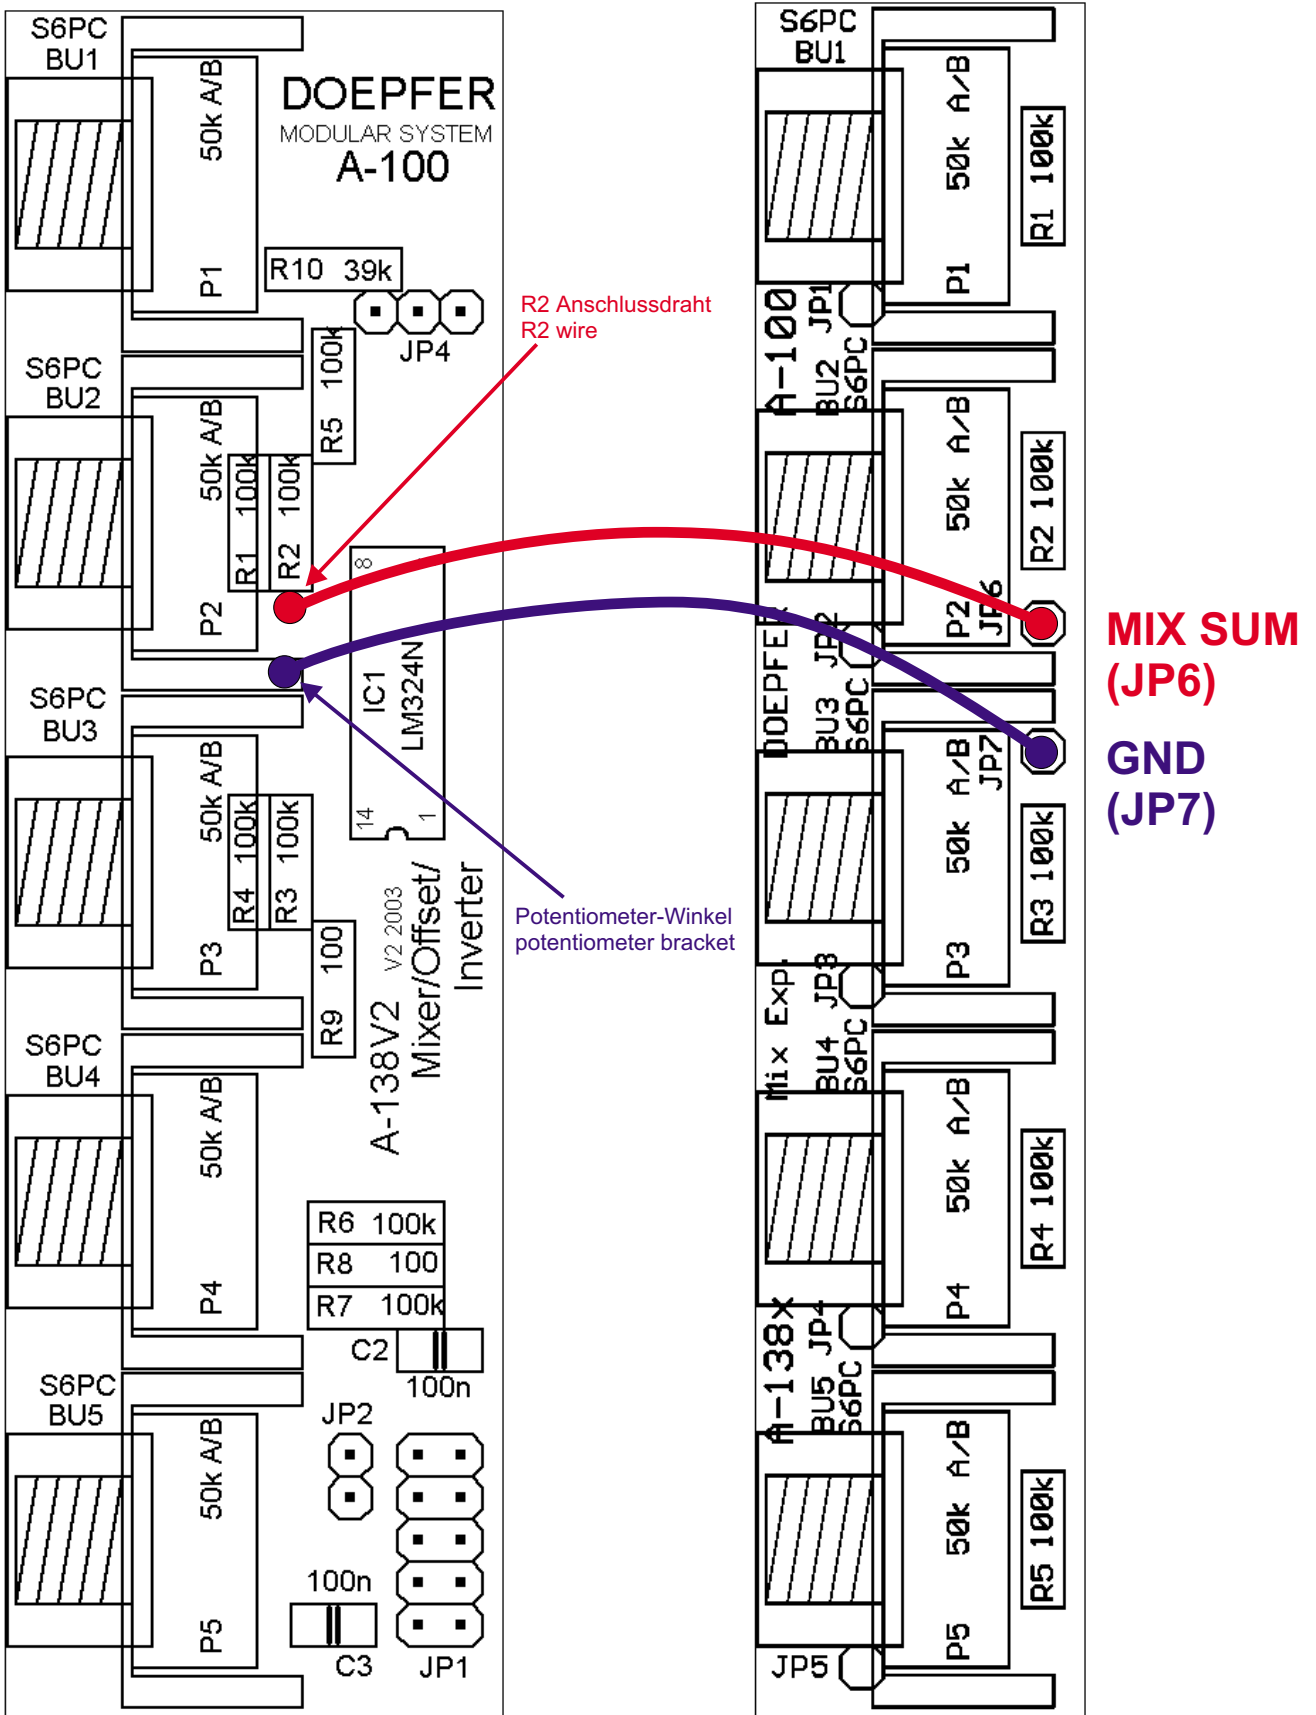 S6PC
BU1
50k A/B
P1
DOEPFER
MODULAR SYSTEM
A-100
R10 39k
JP4
R5 100k
S6PC
BU2
50k A/B
P2
R1 100k
R2 100k
R2 Anschlussdraht
R2 wire
8
IC1
LM324N
14
1
S6PC
BU3
50k A/B
P3
R4 100k
R3 100k
R9 100
Potentiometer-Winkel
potentiometer bracket
A-138V2
V2 2003
Mixer/Offset/
Inverter
S6PC
BU4
50k A/B
P4
R6 100k
R8 100
R7 100k
C2
100n
S6PC
BU5
50k A/B
P5
JP2
100n
C3
JP1
S6PC
BU1
50k A/B
P1
R1 100k
A-100
JP1
BU2
S6PC
50k A/B
P2
JP6
R2 100k
MIX SUM
(JP6)
DOEPFER
JP2
BU3
S6PC
50k A/B
P3
JP7
GND
(JP7)
R3 100k
Mix Exp.
JP3
BU4
S6PC
50k A/B
P4
R4 100k
A-138x
JP4
BU5
S6PC
50k A/B
P5
R5 100k
JP5